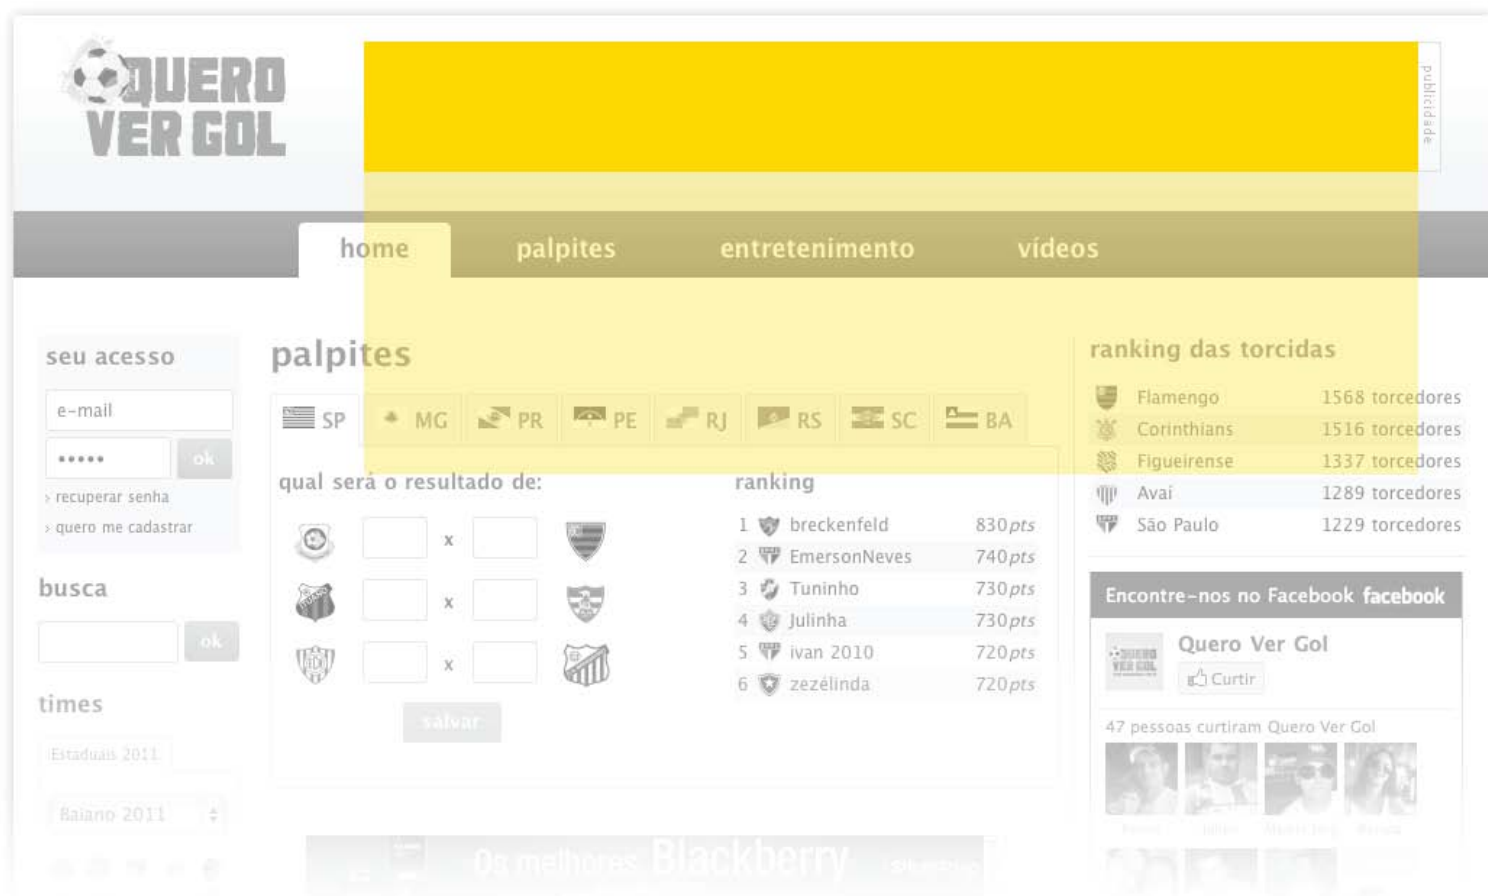 QUERO
VER GOL
publicidade
home palpites entretenimento vídeos
seu acesso
e-mail
ok
› recuperar senha
› quero me cadastrar
busca
ok
times
Estaduais 2011
Baiano 2011
palpites
SP MG PR PE RJ RS SC BA
qual será o resultado de:
x
x
x
salvar
ranking
1 breckenfeld 830pts
2 EmersonNeves 740pts
3 Tuninho 730pts
4 Julinha 730pts
5 ivan 2010 720pts
6 zezélinda 720pts
Os melhores Blackberry
ranking das torcidas
Flamengo 1568 torcedores
Corinthians 1516 torcedores
Figueirense 1337 torcedores
Avaí 1289 torcedores
São Paulo 1229 torcedores
Encontre-nos no Facebook facebook
QUERO
VER GOL
Quero Ver Gol
Curtir
47 pessoas curtiram Quero Ver Gol